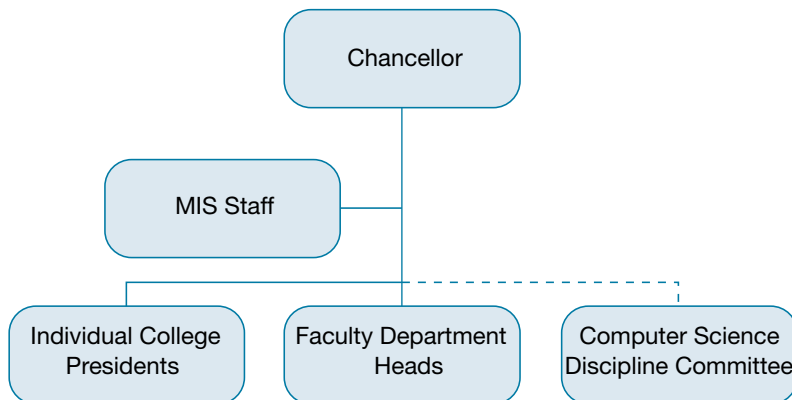 Chancellor
MIS Staff
Individual College
Presidents
Faculty Department
Heads
Computer Science
Discipline Committee